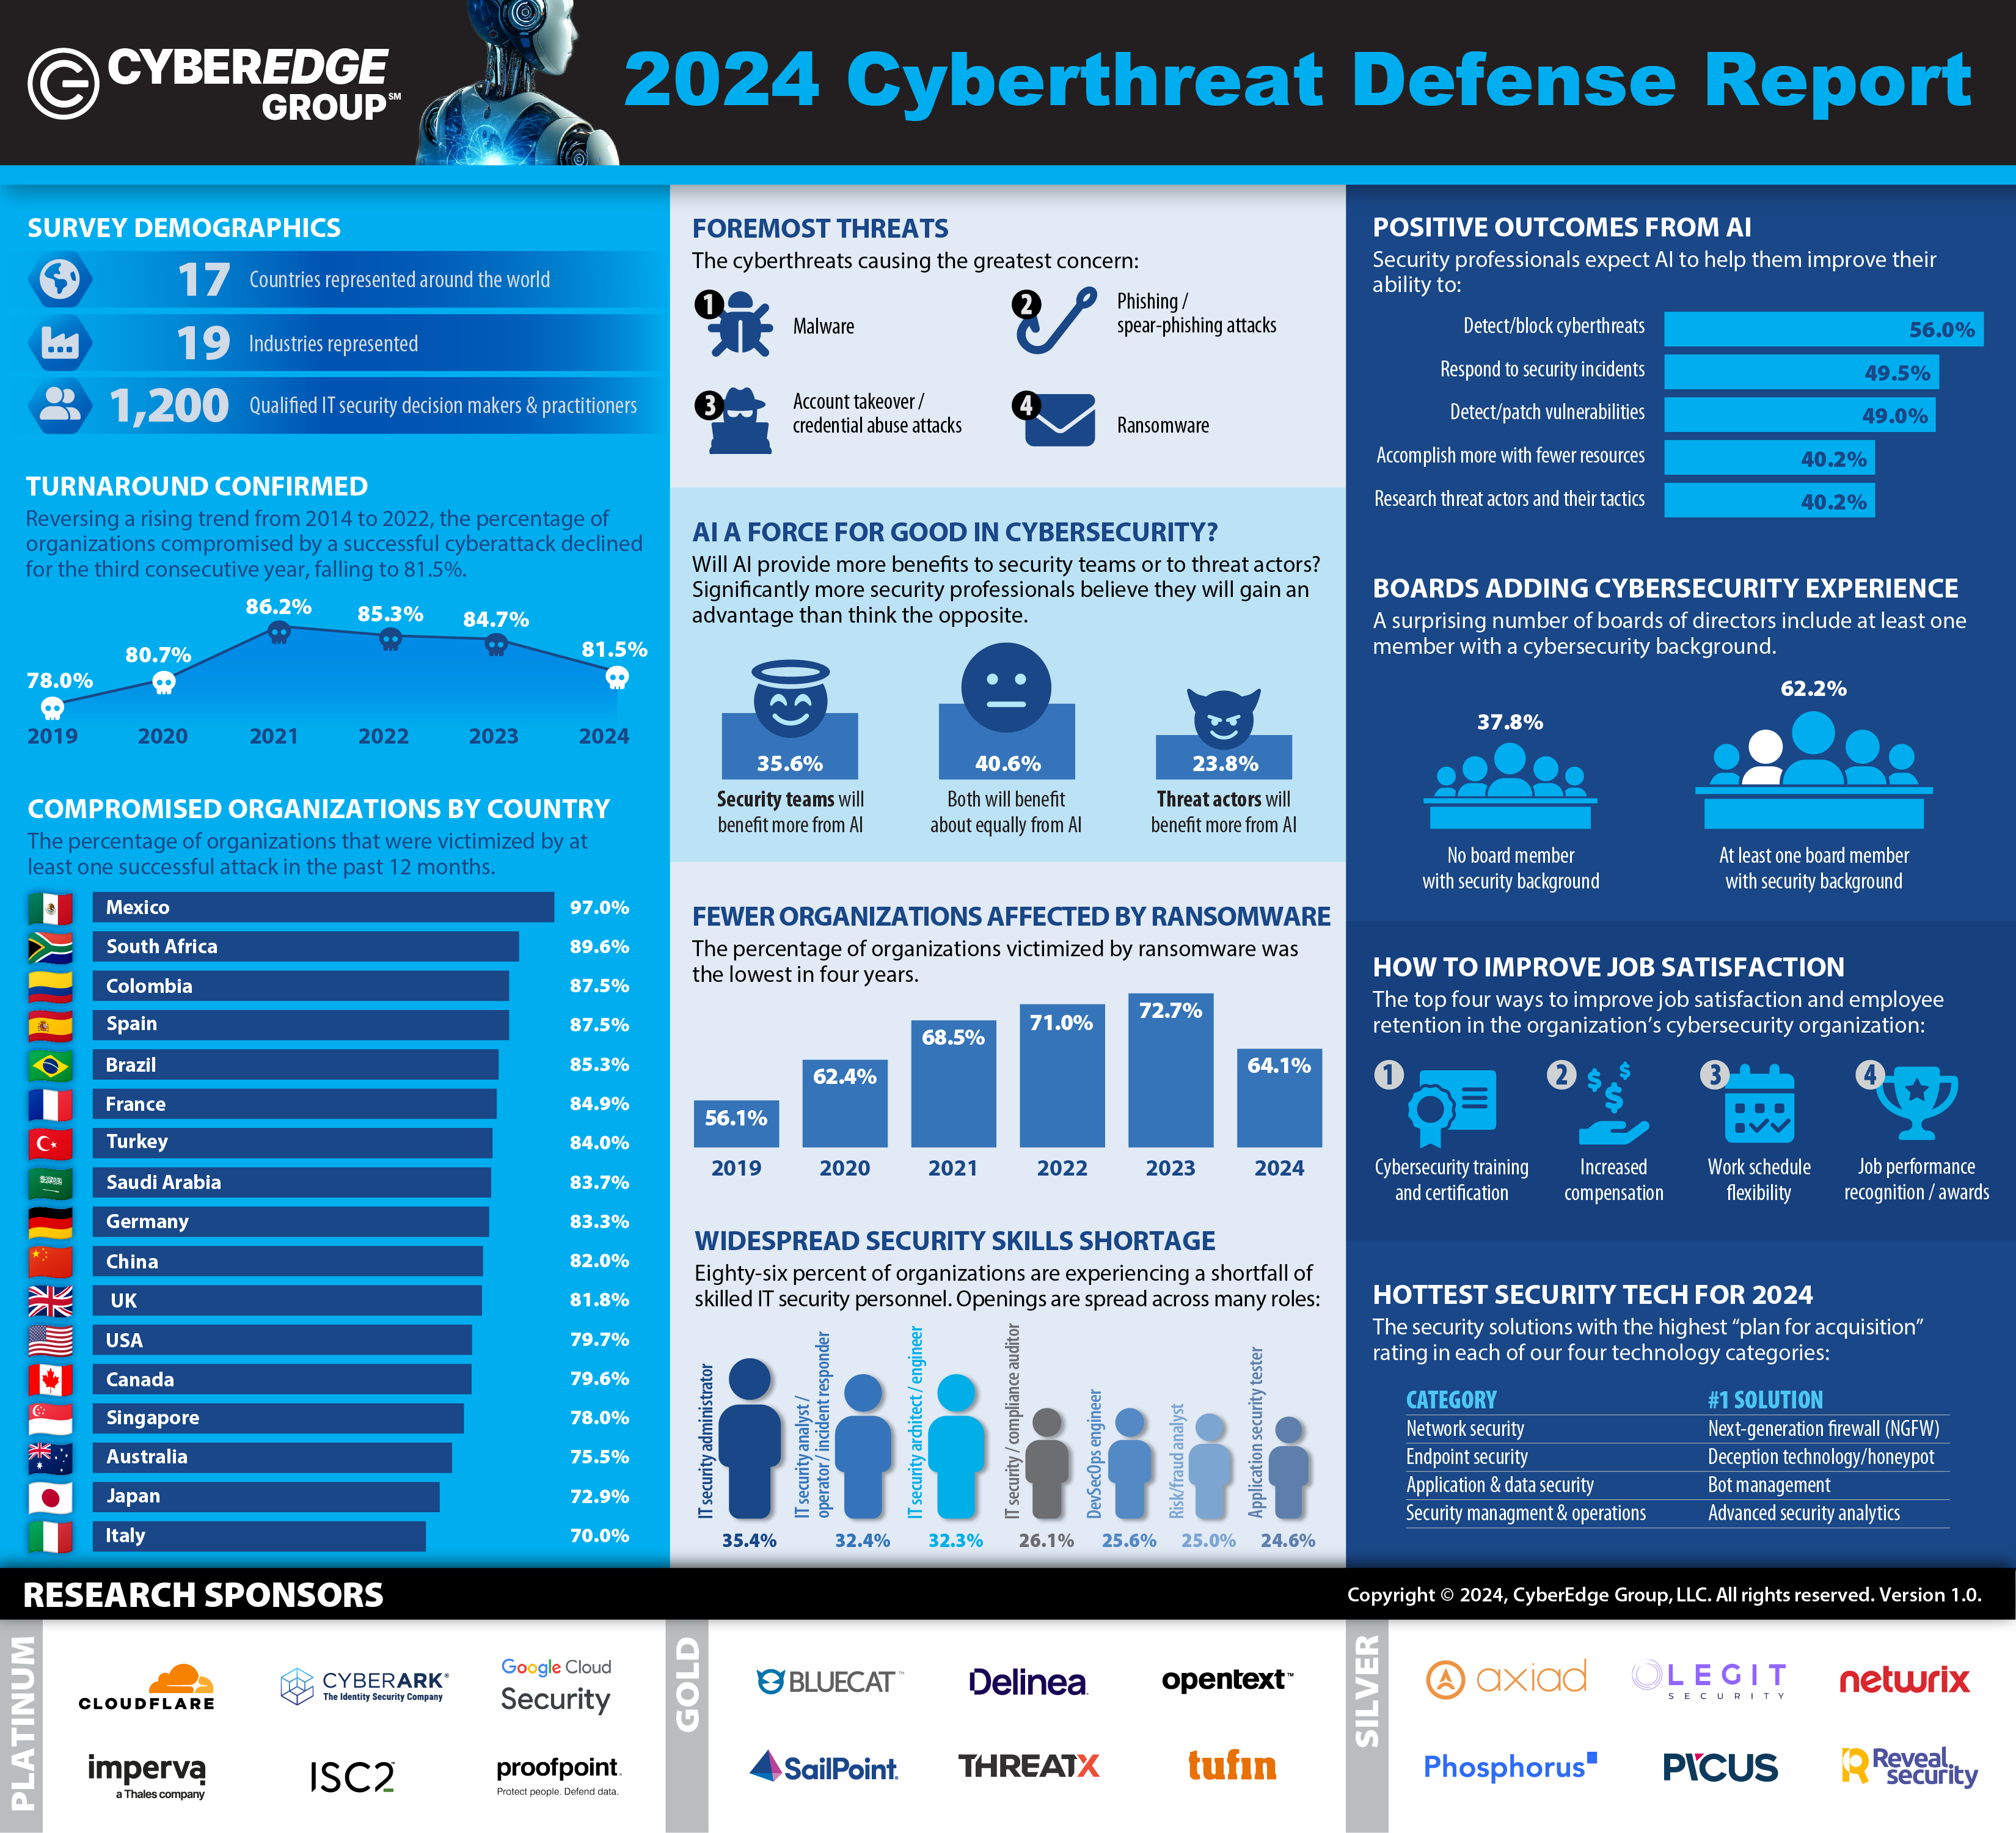 CYBEREDGE
GROUP℠
2024 Cyberthreat Defense Report
SURVEY DEMOGRAPHICS
17 Countries represented around the world
19 Industries represented
1,200 Qualified IT security decision makers & practitioners
TURNAROUND CONFIRMED
Reversing a rising trend from 2014 to 2022, the percentage of
organizations compromised by a successful cyberattack declined
for the third consecutive year, falling to 81.5%.
78.0%
80.7%
86.2%
85.3%
84.7%
81.5%
2019 2020 2021 2022 2023 2024
COMPROMISED ORGANIZATIONS BY COUNTRY
The percentage of organizations that were victimized by at
least one successful attack in the past 12 months.
Mexico 97.0%
South Africa 89.6%
Colombia 87.5%
Spain 87.5%
Brazil 85.3%
France 84.9%
Turkey 84.0%
Saudi Arabia 83.7%
Germany 83.3%
China 82.0%
UK 81.8%
USA 79.7%
Canada 79.6%
Singapore 78.0%
Australia 75.5%
Japan 72.9%
Italy 70.0%
FOREMOST THREATS
The cyberthreats causing the greatest concern:
1 Malware
2 Phishing /
spear-phishing attacks
3 Account takeover /
credential abuse attacks
4 Ransomware
AI A FORCE FOR GOOD IN CYBERSECURITY?
Will AI provide more benefits to security teams or to threat actors?
Significantly more security professionals believe they will gain an
advantage than think the opposite.
35.6%
Security teams will
benefit more from AI
40.6%
Both will benefit
about equally from AI
23.8%
Threat actors will
benefit more from AI
FEWER ORGANIZATIONS AFFECTED BY RANSOMWARE
The percentage of organizations victimized by ransomware was
the lowest in four years.
56.1% 62.4% 68.5% 71.0% 72.7% 64.1%
2019 2020 2021 2022 2023 2024
WIDESPREAD SECURITY SKILLS SHORTAGE
Eighty-six percent of organizations are experiencing a shortfall of
skilled IT security personnel. Openings are spread across many roles:
IT security administrator
IT security analyst /
operator / incident responder
IT security architect / engineer
IT security / compliance auditor
DevSecOps engineer
Risk/fraud analyst
Application security tester
35.4% 32.4% 32.3% 26.1% 25.6% 25.0% 24.6%
POSITIVE OUTCOMES FROM AI
Security professionals expect AI to help them improve their
ability to:
Detect/block cyberthreats 56.0%
Respond to security incidents 49.5%
Detect/patch vulnerabilities 49.0%
Accomplish more with fewer resources 40.2%
Research threat actors and their tactics 40.2%
BOARDS ADDING CYBERSECURITY EXPERIENCE
A surprising number of boards of directors include at least one
member with a cybersecurity background.
37.8%
No board member
with security background
62.2%
At least one board member
with security background
HOW TO IMPROVE JOB SATISFACTION
The top four ways to improve job satisfaction and employee
retention in the organization's cybersecurity organization:
1 Cybersecurity training
and certification
2 Increased
compensation
3 Work schedule
flexibility
4 Job performance
recognition / awards
HOTTEST SECURITY TECH FOR 2024
The security solutions with the highest “plan for acquisition”
rating in each of our four technology categories:
CATEGORY #1 SOLUTION
Network security Next-generation firewall (NGFW)
Endpoint security Deception technology/honeypot
Application & data security Bot management
Security managment & operations Advanced security analytics
RESEARCH SPONSORS
Copyright © 2024, CyberEdge Group, LLC. All rights reserved. Version 1.0.
PLATINUM
CLOUDFLARE
CYBERARK®
The Identity Security Company
Google Cloud
Security
imperva
a Thales company
ISC2™
proofpoint.
Protect people. Defend data.
GOLD
BLUECAT™
Delinea
opentext™
SailPoint.
THREATX
tufin
SILVER
axiad
LEGIT
SECURITY
netwrix
Phosphorus
PICUS
Reveal
security